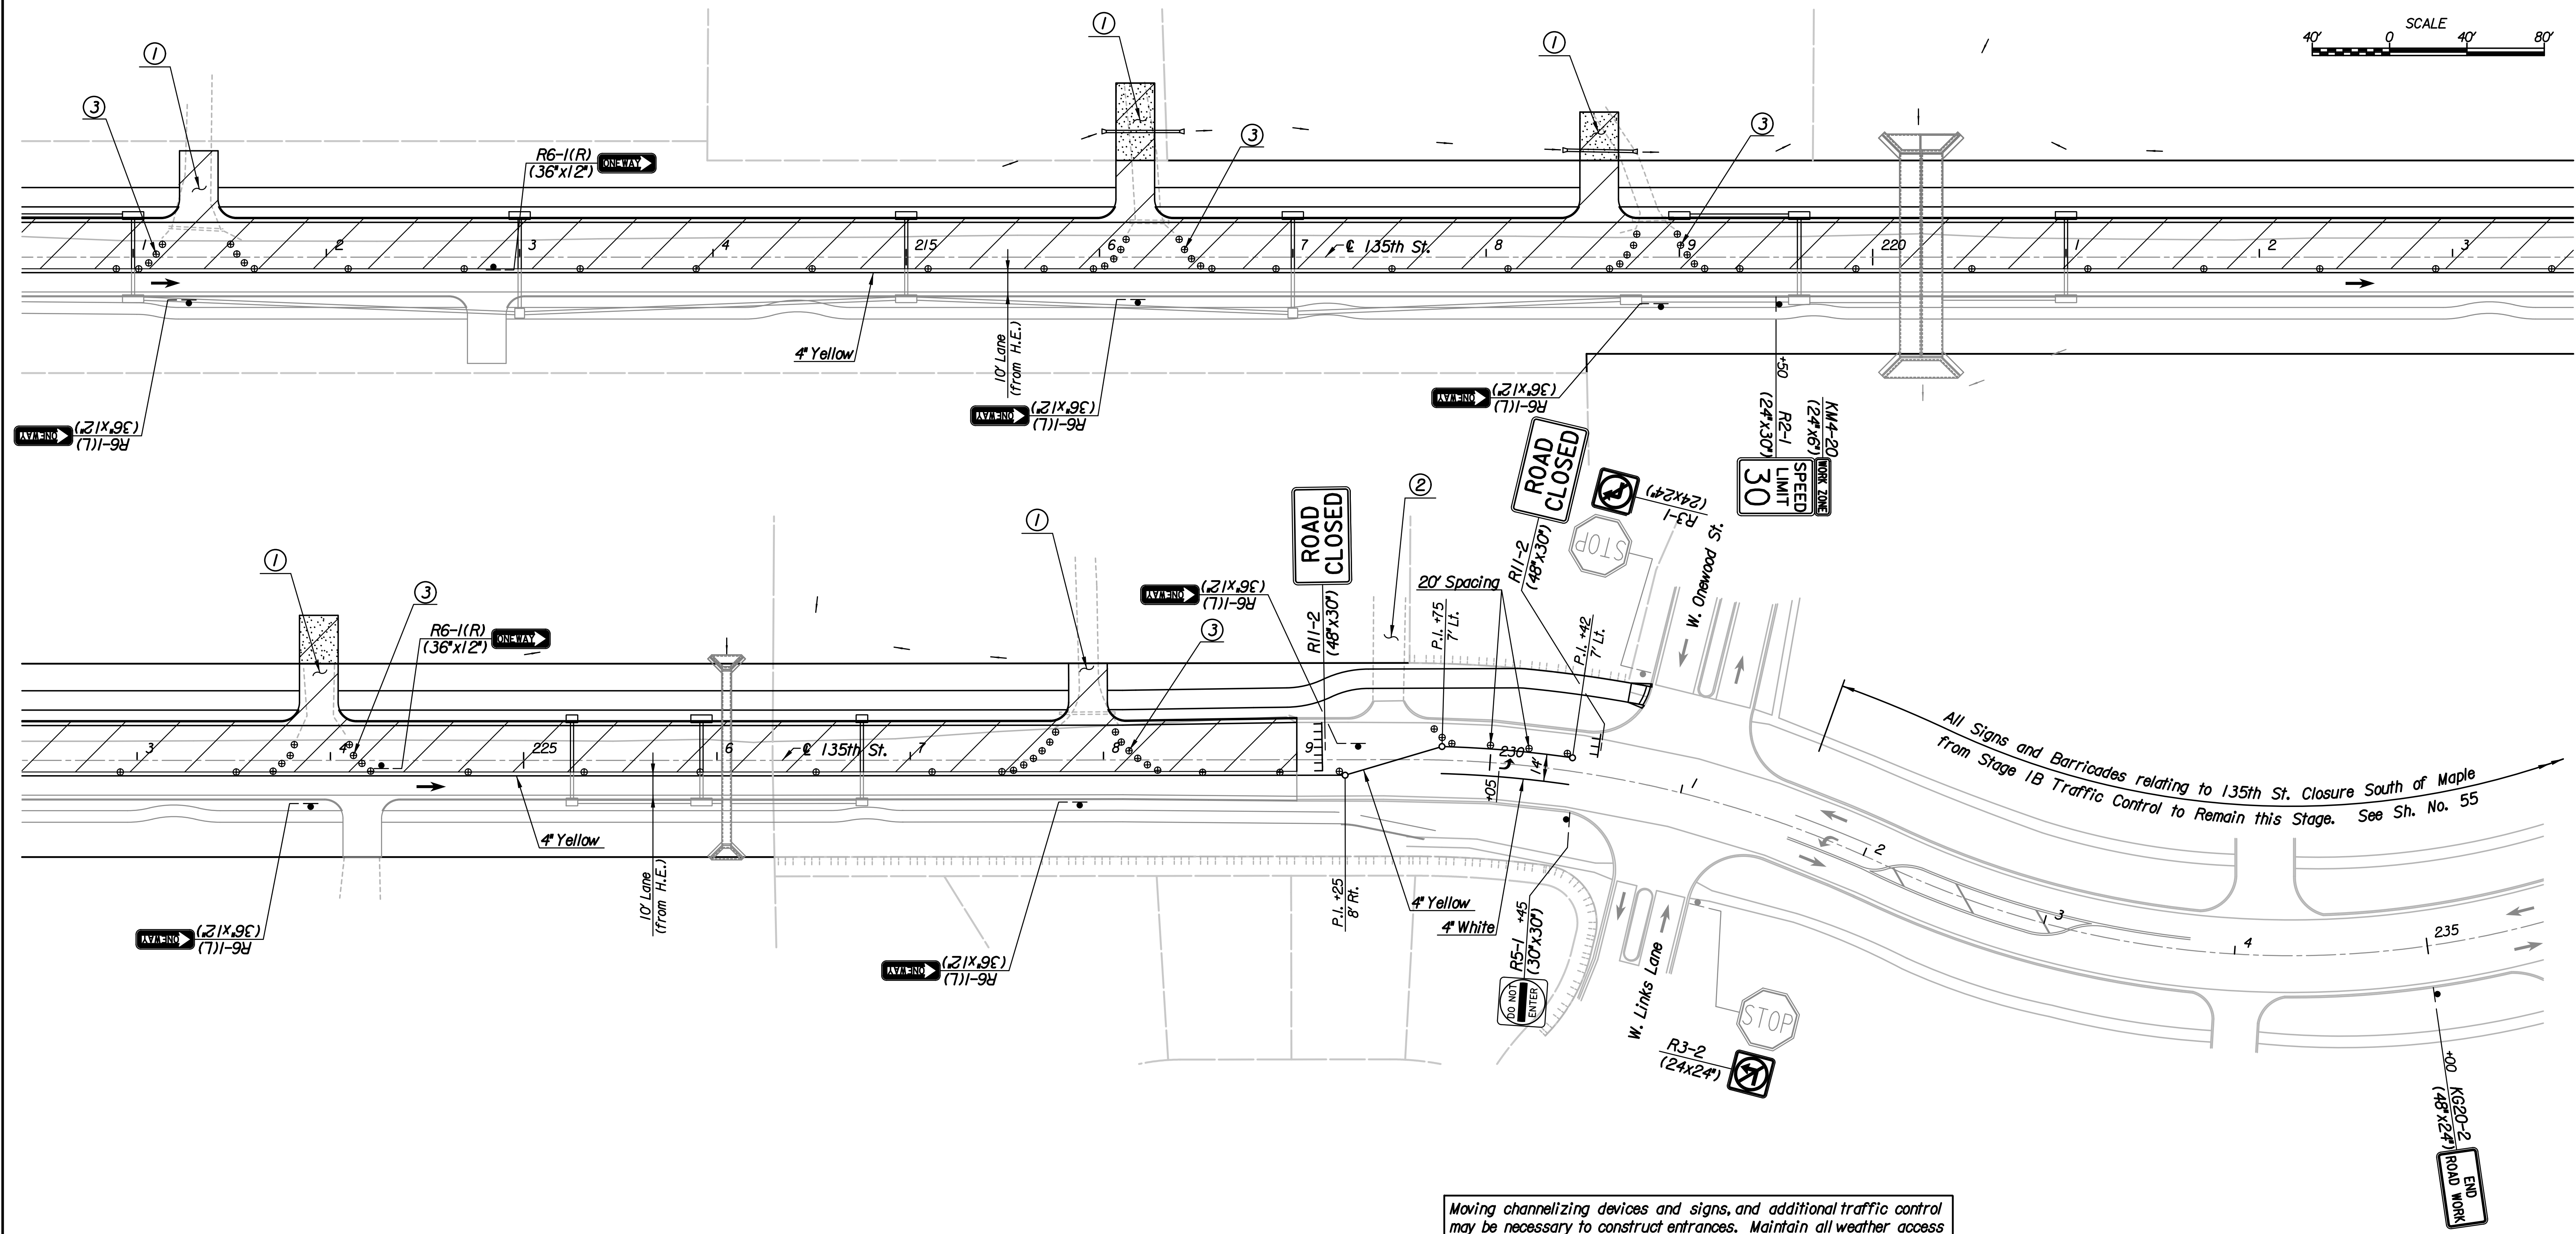 SCALE
40' 0 40' 80'
1
1
1
3
3
3
R6-1(R)
(36"x12")
ONE WAY
1 2 3 4 215 6 7 8 9 220 1 2 3
℄ 135th St.
4" Yellow
10' Lane
(from H.E.)
ONE WAY
R6-1(L)
(36"x12")
ONE WAY
R6-1(L)
(36"x12")
ONE WAY
R6-1(L)
(36"x12")
+50
R2-1
(24"x30")
KM4-20
(24"x6")
WORK ZONE
SPEED
LIMIT
30
1
3
R6-1(R)
(36"x12")
ONE WAY
1
3
ONE WAY
R6-1(L)
(36"x12")
ROAD
CLOSED
R11-2
(48"x30")
2
ROAD
CLOSED
R11-2
(48"x30")
R3-1
(24x24")
STOP
W. Onewood St.
20' Spacing
P.I. +75
7' Lt.
P.I. +42
7' Lt.
3 4 225 6 7 8 9 230 1 2 3 4 235
℄ 135th St.
+05
14'
4" Yellow
10' Lane
(from H.E.)
ONE WAY
R6-1(L)
(36"x12")
ONE WAY
R6-1(L)
(36"x12")
P.I. +25
8' Rt.
4" Yellow
4" White
R5-1 +45
(30"x30")
DO NOT
ENTER
W. Links Lane
STOP
R3-2
(24x24")
All Signs and Barricades relating to 135th St. Closure South of Maple
from Stage 1B Traffic Control to Remain this Stage. See Sh. No. 55
+00 KG20-2
(48"x24")
END
ROAD WORK
Moving channelizing devices and signs, and additional traffic control
may be necessary to construct entrances. Maintain all weather access